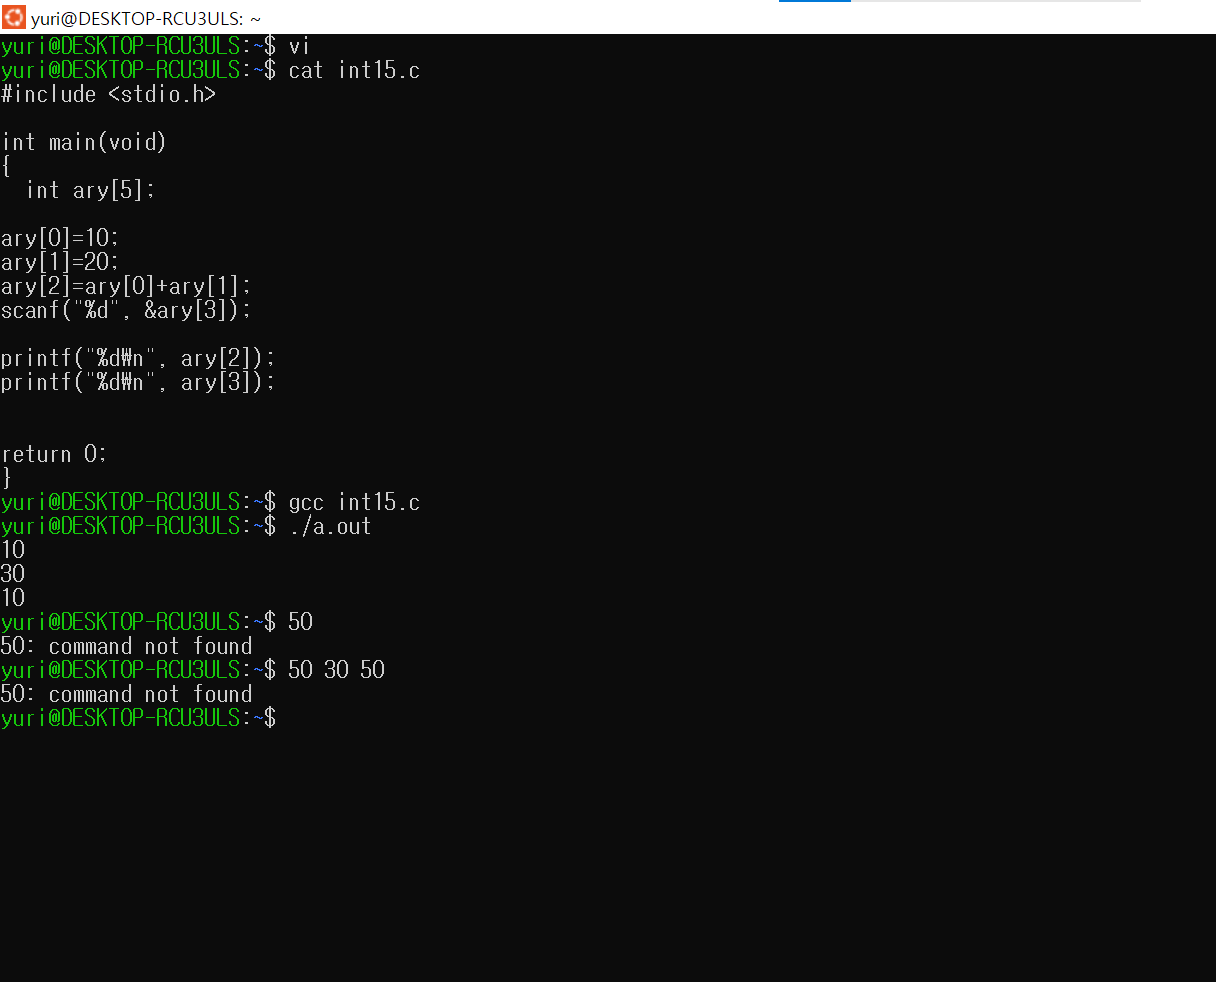 yuri@DESKTOP-RCU3ULS: ~
yuri@DESKTOP-RCU3ULS:~$ vi
yuri@DESKTOP-RCU3ULS:~$ cat int15.c
#include <stdio.h>
int main(void)
{
  int ary[5];
ary[0]=10;
ary[1]=20;
ary[2]=ary[0]+ary[1];
scanf("%d", &ary[3]);
printf("%d₩n", ary[2]);
printf("%d₩n", ary[3]);
return 0;
}
yuri@DESKTOP-RCU3ULS:~$ gcc int15.c
yuri@DESKTOP-RCU3ULS:~$ ./a.out
10
30
10
yuri@DESKTOP-RCU3ULS:~$ 50
50: command not found
yuri@DESKTOP-RCU3ULS:~$ 50 30 50
50: command not found
yuri@DESKTOP-RCU3ULS:~$